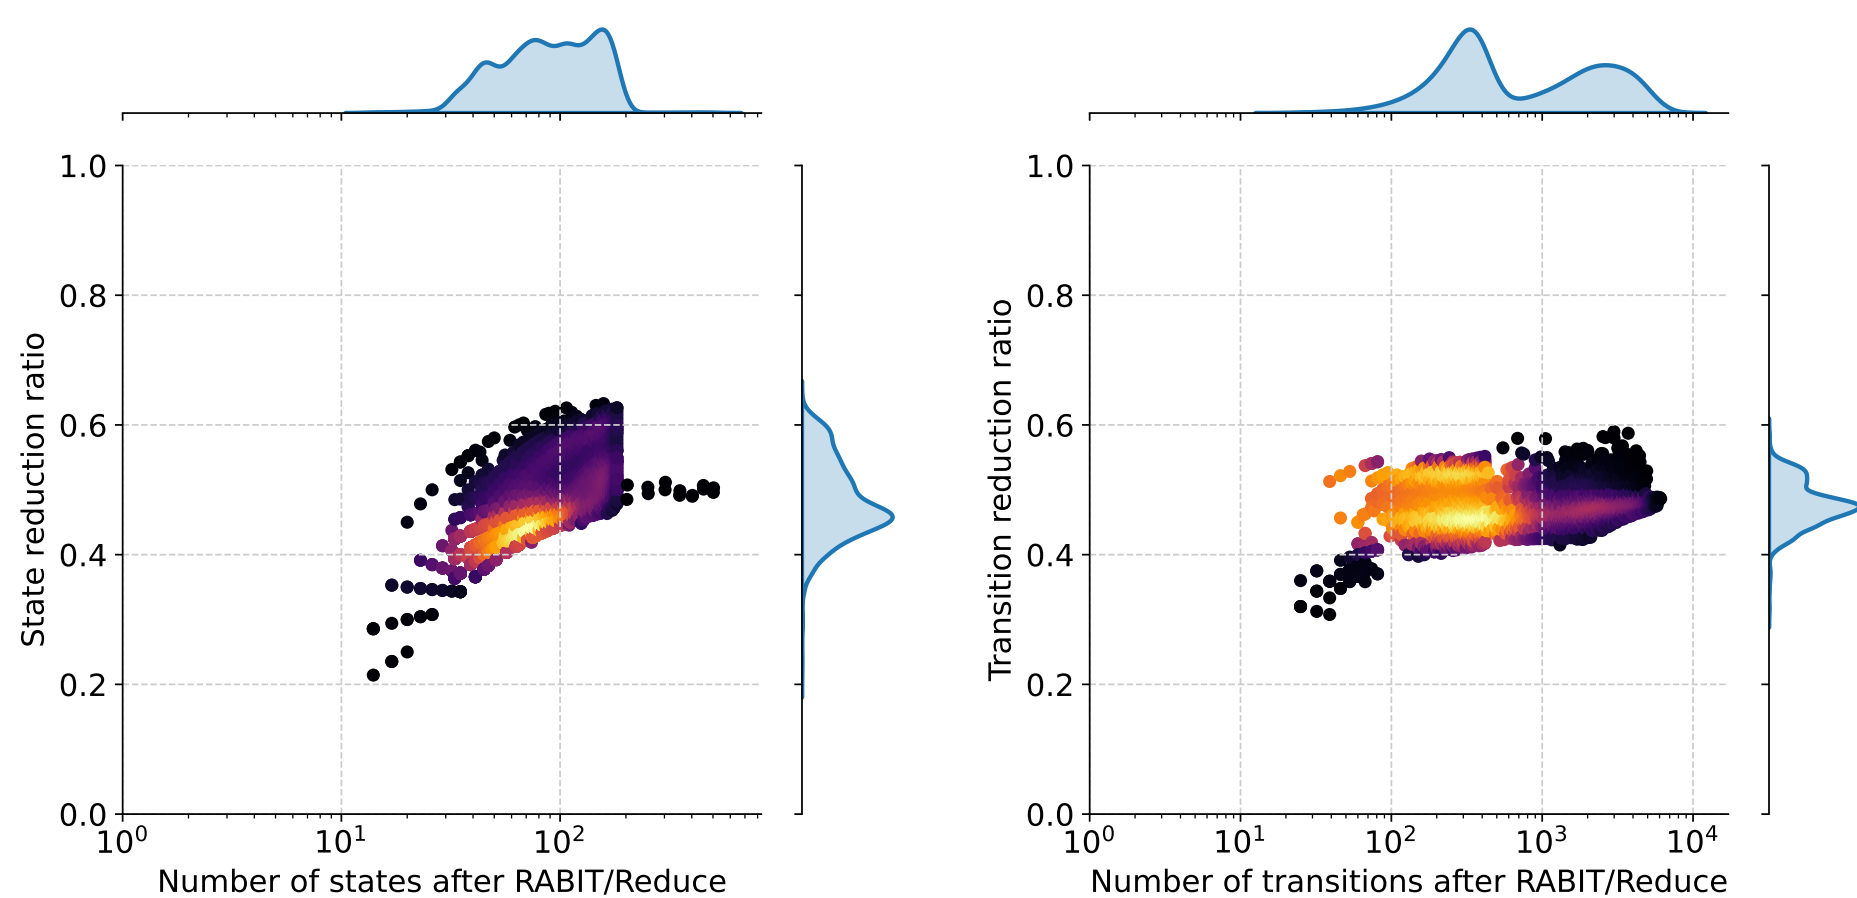 1.0 1.0
0.8 0.8
0.6 0.6
0.4 0.4
0.2 0.2
0.0 0.0
State reduction ratio
Transition reduction ratio
10⁰ 10¹ 10² 10⁰ 10¹ 10² 10³ 10⁴
Number of states after RABIT/Reduce
Number of transitions after RABIT/Reduce